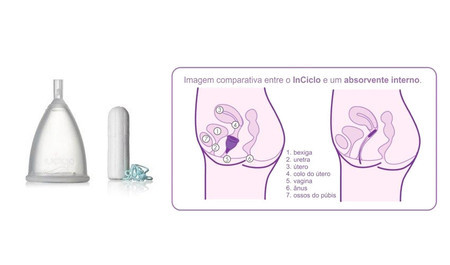 Imagem comparativa entre o InCiclo e um absorvente interno.
1. bexiga
2. uretra
3. útero
4. colo do útero
5. vagina
6. ânus
7. ossos do púbis